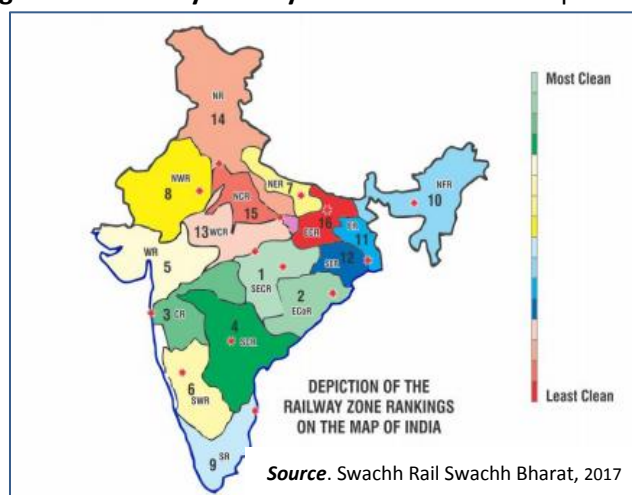 Most Clean
NR
14
NWR
8
NER 7
NCR
15
NFR
10
16
ECR
ER
11
13 WCR
SER 12
WR
5
1
SECR
2
ECoR
3 CR
4
SCR
6
SWR
9 SR
DEPICTION OF THE
RAILWAY ZONE RANKINGS
ON THE MAP OF INDIA
Least Clean
Source. Swachh Rail Swachh Bharat, 2017